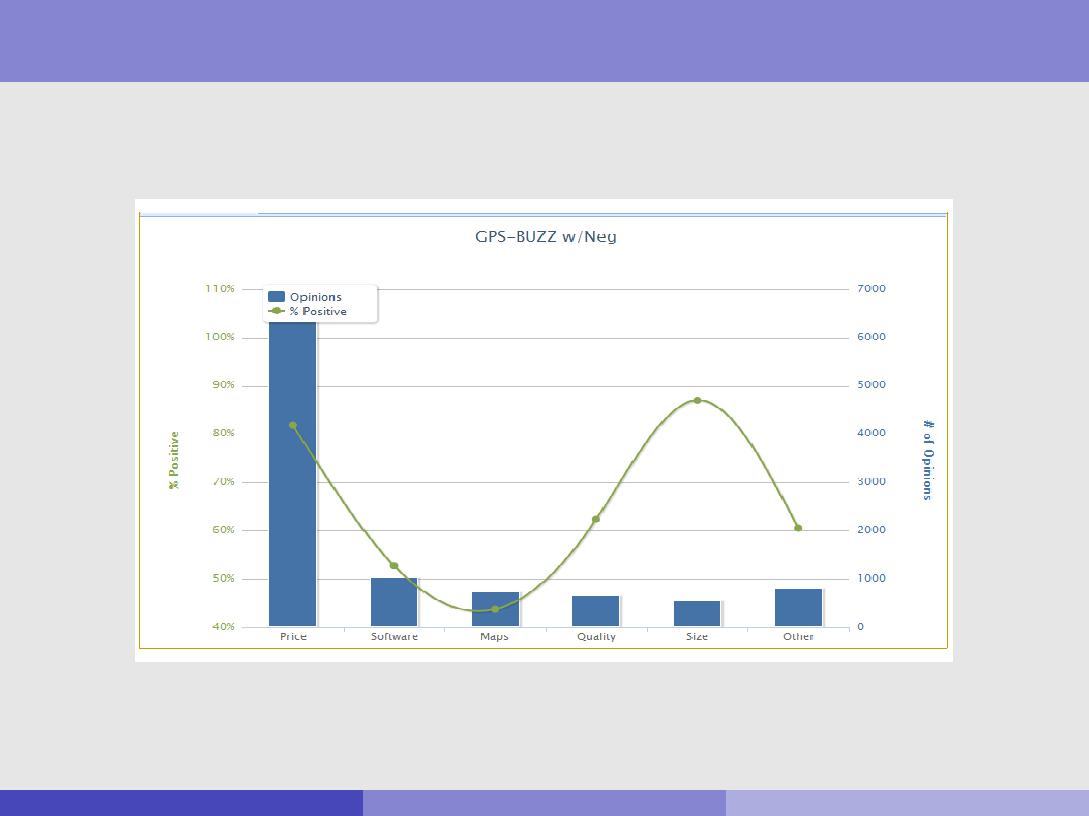 GPS-BUZZ w/Neg
110%
100%
90%
80%
70%
60%
50%
40%
% Positive
Opinions
% Positive
7000
6000
5000
4000
3000
2000
1000
0
# of Opinions
Price Software Maps Quality Size Other